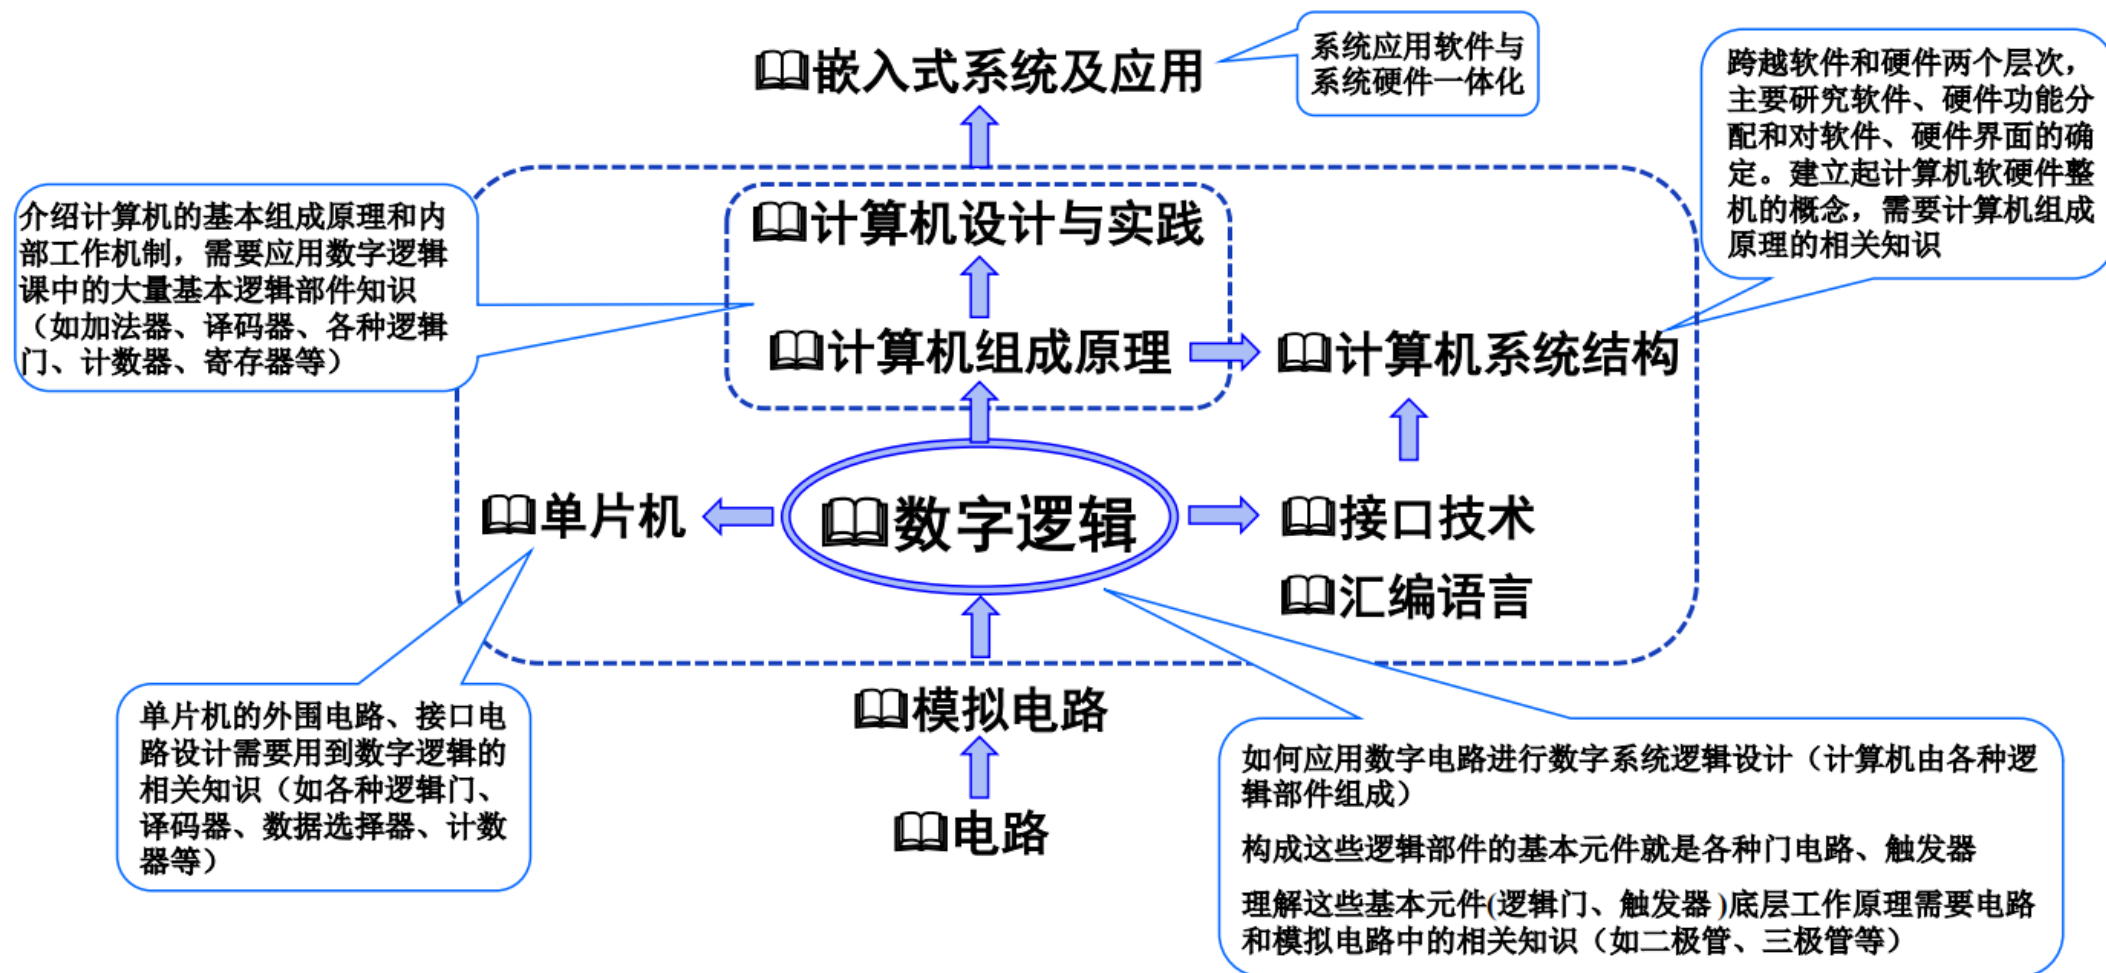 嵌入式系统及应用
系统应用软件与
系统硬件一体化
跨越软件和硬件两个层次，
主要研究软件、硬件功能分
配和对软件、硬件界面的确
定。建立起计算机软硬件整
机的概念，需要计算机组成
原理的相关知识
介绍计算机的基本组成原理和内
部工作机制，需要应用数字逻辑
课中的大量基本逻辑部件知识
（如加法器、译码器、各种逻辑
门、计数器、寄存器等）
计算机设计与实践
计算机组成原理
计算机系统结构
单片机
数字逻辑
接口技术
汇编语言
模拟电路
电路
单片机的外围电路、接口电
路设计需要用到数字逻辑的
相关知识（如各种逻辑门、
译码器、数据选择器、计数
器等）
如何应用数字电路进行数字系统逻辑设计（计算机由各种逻
辑部件组成）
构成这些逻辑部件的基本元件就是各种门电路、触发器
理解这些基本元件(逻辑门、触发器)底层工作原理需要电路
和模拟电路中的相关知识（如二极管、三极管等）